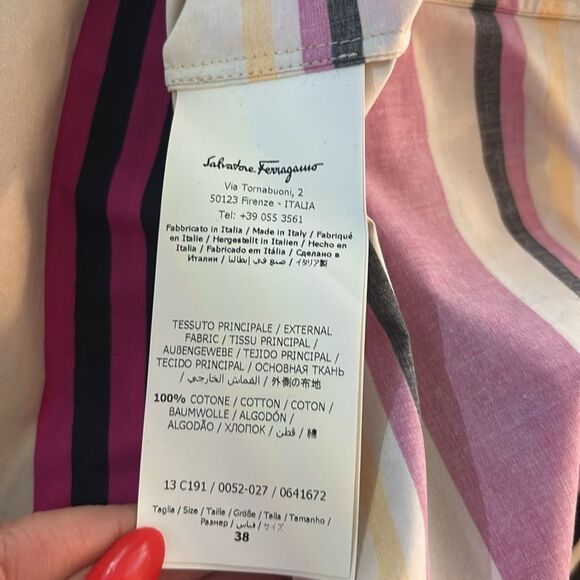 Salvatore Ferragamo
Via Tornabuoni, 2
50123 Firenze - ITALIA
Tel: +39 055 3561
Fabbricato in Italia / Made in Italy / Fabriqué
en Italie / Hergestellt in Italien / Hecho en
Italia / Fabricado em Itália / Сделано в
Италии / صنع في إيطاليا / イタリア製
TESSUTO PRINCIPALE / EXTERNAL
FABRIC / TISSU PRINCIPAL /
AUßENGEWEBE / TEJIDO PRINCIPAL /
TECIDO PRINCIPAL / ОСНОВНАЯ ТКАНЬ
/ القماش الخارجي / 外側の布地
100% COTONE / COTTON / COTON /
BAUMWOLLE / ALGODÓN /
ALGODÃO / ХЛОПОК / قطن / 綿
13 C191 / 0052-027 / 0641672
Taglia / Size / Taille / Größe / Talla / Tamanho /
Размер / قياس / サイズ
38